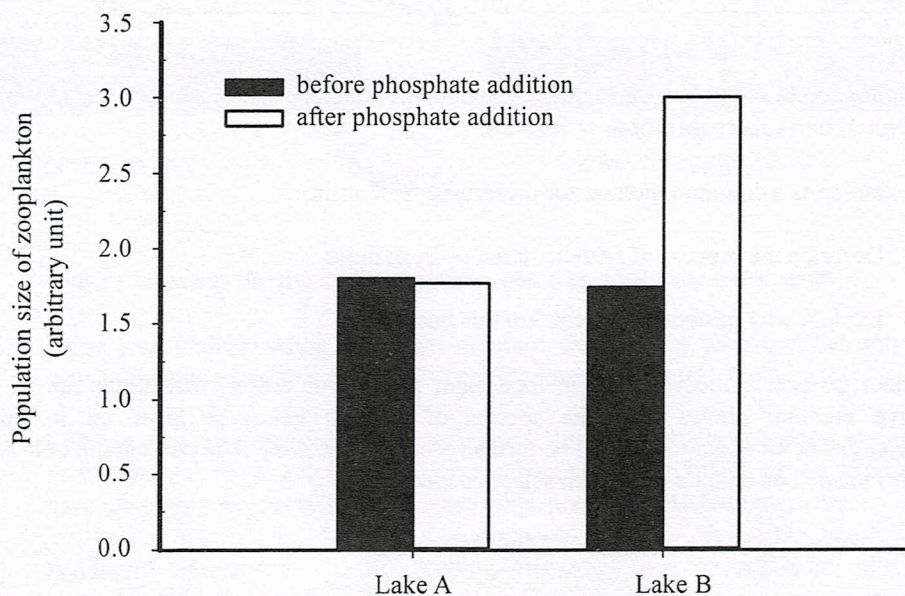 3.5
3.0
2.5
2.0
1.5
1.0
0.5
0.0
Population size of zooplankton
(arbitrary unit)
before phosphate addition
after phosphate addition
Lake A
Lake B